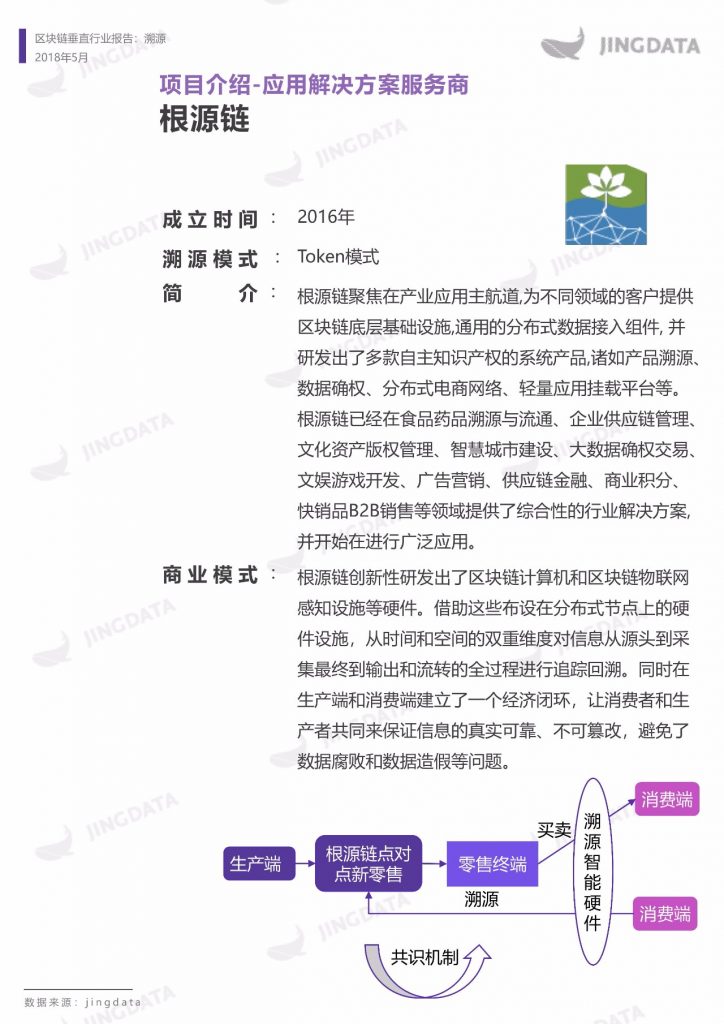 区块链垂直行业报告：溯源
2018年5月
JINGDATA
项目介绍-应用解决方案服务商
根源链
成立时间：2016年
溯源模式：Token模式
简介：根源链聚焦在产业应用主航道,为不同领域的客户提供
区块链底层基础设施,通用的分布式数据接入组件, 并
研发出了多款自主知识产权的系统产品,诸如产品溯源、
数据确权、分布式电商网络、轻量应用挂载平台等。
根源链已经在食品药品溯源与流通、企业供应链管理、
文化资产版权管理、智慧城市建设、大数据确权交易、
文娱游戏开发、广告营销、供应链金融、商业积分、
快销品B2B销售等领域提供了综合性的行业解决方案,
并开始在进行广泛应用。
商业模式：根源链创新性研发出了区块链计算机和区块链物联网
感知设施等硬件。借助这些布设在分布式节点上的硬
件设施，从时间和空间的双重维度对信息从源头到采
集最终到输出和流转的全过程进行追踪回溯。同时在
生产端和消费端建立了一个经济闭环，让消费者和生
产者共同来保证信息的真实可靠、不可篡改，避免了
数据腐败和数据造假等问题。
生产端
根源链点对
点新零售
零售终端
买卖
溯源智能硬件
消费端
溯源
消费端
共识机制
数据来源：jingdata